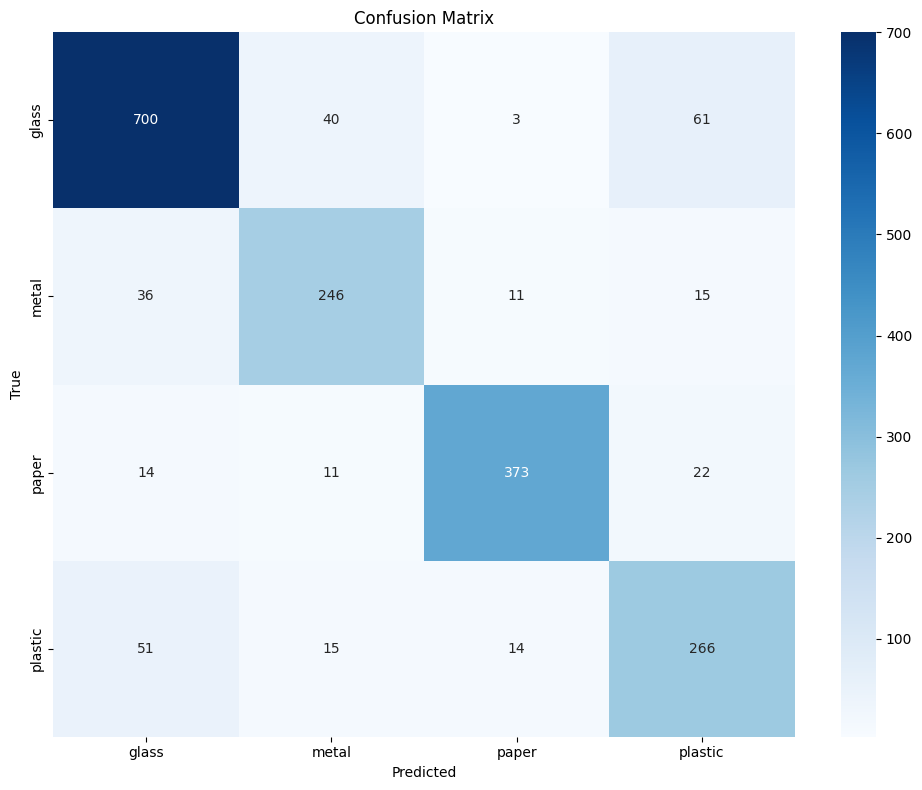 Confusion Matrix
glass
700
40
3
61
metal
36
246
11
15
paper
14
11
373
22
plastic
51
15
14
266
True
glass
metal
paper
plastic
Predicted
700
600
500
400
300
200
100